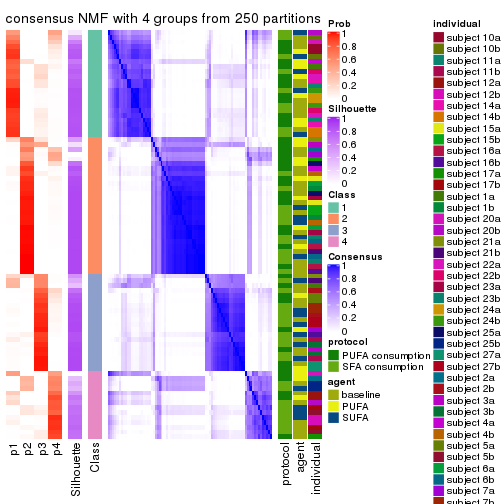 consensus NMF with 4 groups from 250 partitions
Prob
1
0.8
0.6
0.4
0.2
0
Silhouette
1
0.8
0.6
0.4
0.2
0
Class
1
2
3
4
Consensus
1
0.8
0.6
0.4
0.2
0
protocol
PUFA consumption
SFA consumption
agent
baseline
PUFA
SUFA
individual
subject 10a
subject 10b
subject 11a
subject 11b
subject 12a
subject 12b
subject 14a
subject 14b
subject 15a
subject 15b
subject 16a
subject 16b
subject 17a
subject 17b
subject 1a
subject 1b
subject 20a
subject 20b
subject 21a
subject 21b
subject 22a
subject 22b
subject 23a
subject 23b
subject 24a
subject 24b
subject 25a
subject 25b
subject 27a
subject 27b
subject 2a
subject 2b
subject 3a
subject 3b
subject 4a
subject 4b
subject 5a
subject 5b
subject 6a
subject 6b
subject 7a
subject 7b
p1
p2
p3
p4
Silhouette
Class
protocol
agent
individual